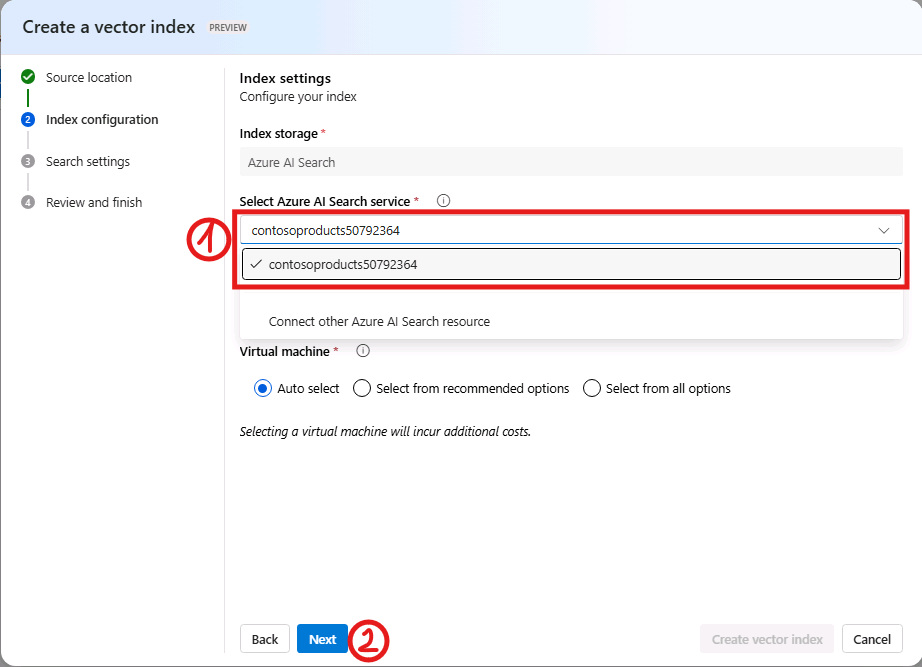 Create a vector index PREVIEW
Source location
2 Index configuration
3 Search settings
4 Review and finish
Index settings
Configure your index
Index storage *
Azure AI Search
Select Azure AI Search service *
1
contosoproducts50792364
contosoproducts50792364
Connect other Azure AI Search resource
Virtual machine *
Auto select Select from recommended options Select from all options
Selecting a virtual machine will incur additional costs.
Back Next 2 Create vector index Cancel